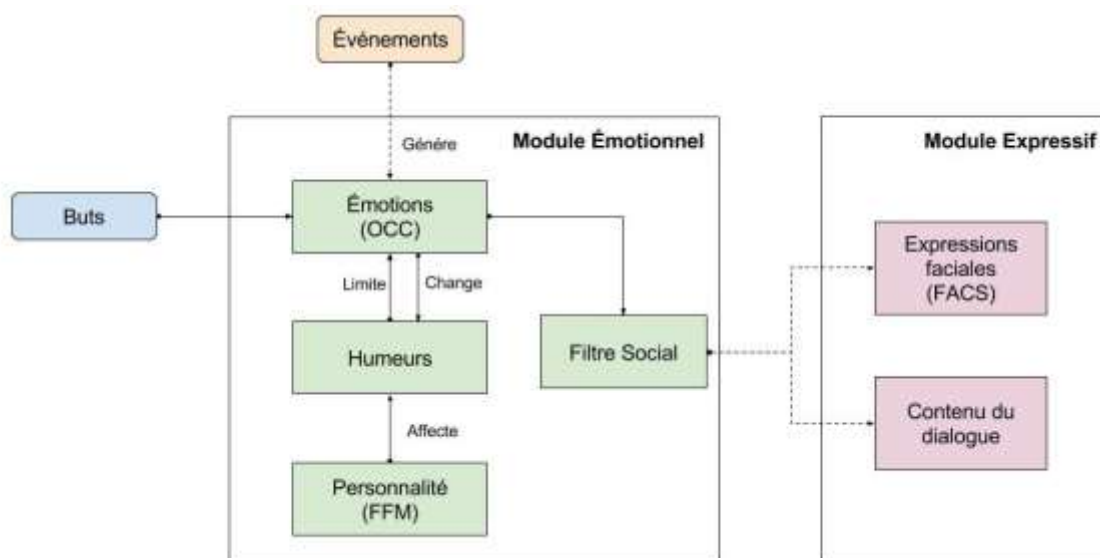 Événements
Génére
Module Émotionnel
Module Expressif
Buts
Émotions
(OCC)
Limite
Change
Expressions
faciales
(FACS)
Humeurs
Filtre Social
Affecte
Contenu du
dialogue
Personnalité
(FFM)